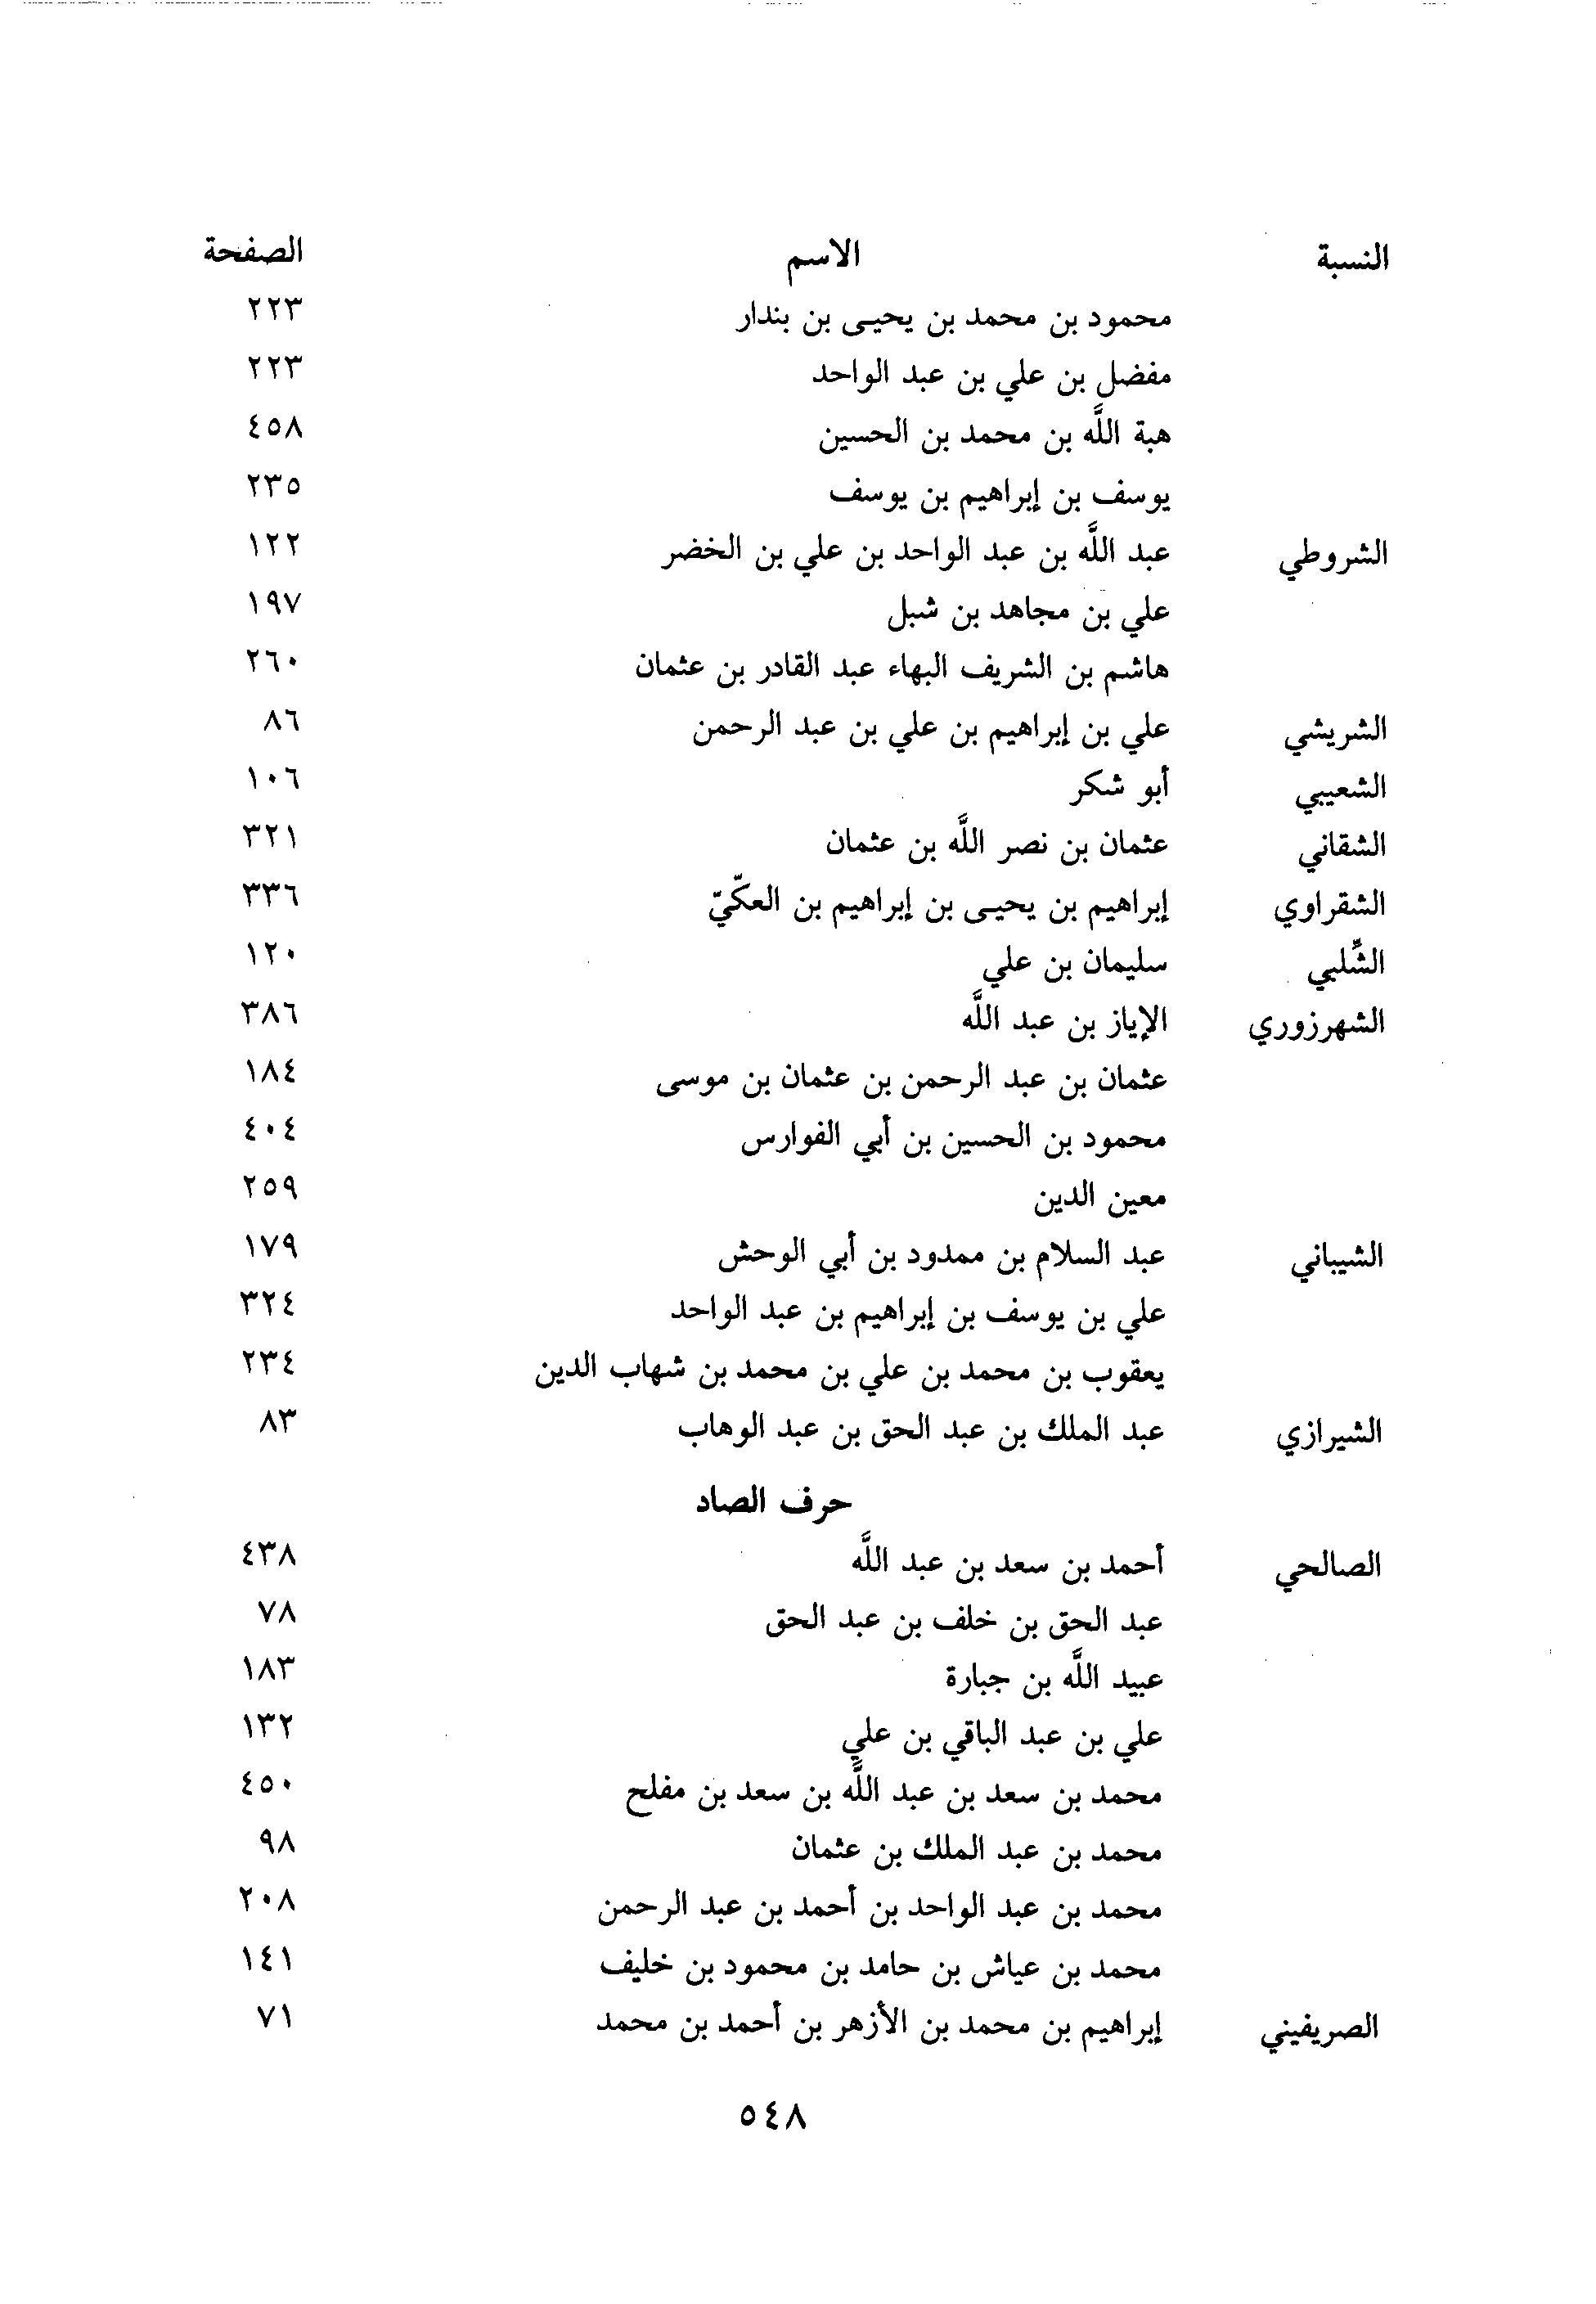 النسبة الاسم الصفحة
محمود بن محمد بن يحيى بن بندار ٢٢٣
مفضل بن علي بن عبد الواحد ٢٢٣
هبة اللَّه بن محمد بن الحسين ٤٥٨
يوسف بن إبراهيم بن يوسف ٢٣٥
الشروطي عبد اللَّه بن عبد الواحد بن علي بن الخضر ١٢٢
علي بن مجاهد بن شبل ١٩٧
هاشم بن الشريف البهاء عبد القادر بن عثمان ٢٦٠
الشريشي علي بن إبراهيم بن علي بن عبد الرحمن ٨٦
الشعيبي أبو شكر ١٠٦
الشقاني عثمان بن نصر اللَّه بن عثمان ٣٢١
الشقراوي إبراهيم بن يحيى بن إبراهيم بن العكّيّ ٣٣٦
الشِّلبي سليمان بن علي ١٢٠
الشهرزوري الإياز بن عبد اللَّه ٣٨٦
عثمان بن عبد الرحمن بن عثمان بن موسى ١٨٤
محمود بن الحسين بن أبي الفوارس ٤٠٤
معين الدين ٢٥٩
الشيباني عبد السلام بن ممدود بن أبي الوحش ١٧٩
علي بن يوسف بن إبراهيم بن عبد الواحد ٣٢٤
يعقوب بن محمد بن علي بن محمد بن شهاب الدين ٢٣٤
الشيرازي عبد الملك بن عبد الحق بن عبد الوهاب ٨٣
حرف الصاد
الصالحي أحمد بن سعد بن عبد اللَّه ٤٣٨
عبد الحق بن خلف بن عبد الحق ٧٨
عبيد اللَّه بن جبارة ١٨٣
علي بن عبد الباقي بن علي ١٣٢
محمد بن سعد بن عبد اللَّه بن سعد بن مفلح ٤٥٠
محمد بن عبد الملك بن عثمان ٩٨
محمد بن عبد الواحد بن أحمد بن عبد الرحمن ٢٠٨
محمد بن عياش بن حامد بن محمود بن خليف ١٤١
الصريفيني إبراهيم بن محمد بن الأزهر بن أحمد بن محمد ٧١
٥٤٨